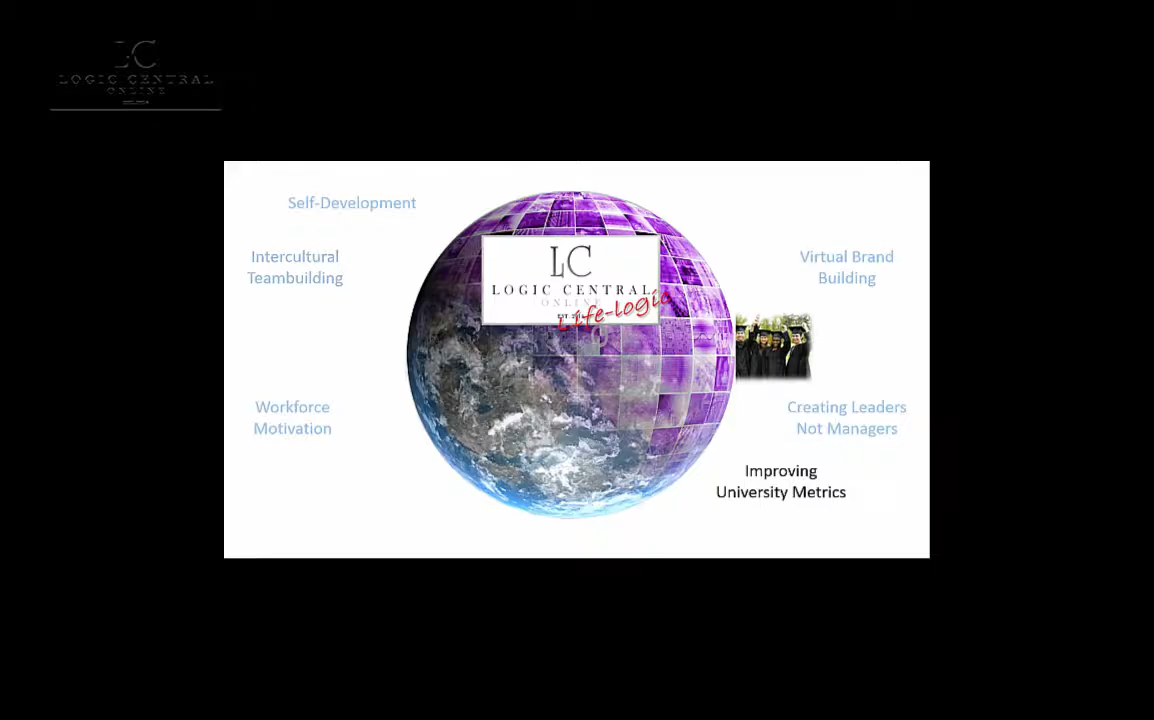 LC
LOGIC CENTRAL
ONLINE
Self-Development
Intercultural
Teambuilding
LC
LOGIC CENTRAL
ONLINE
Life-logic
Virtual Brand
Building
Workforce
Motivation
Creating Leaders
Not Managers
Improving
University Metrics